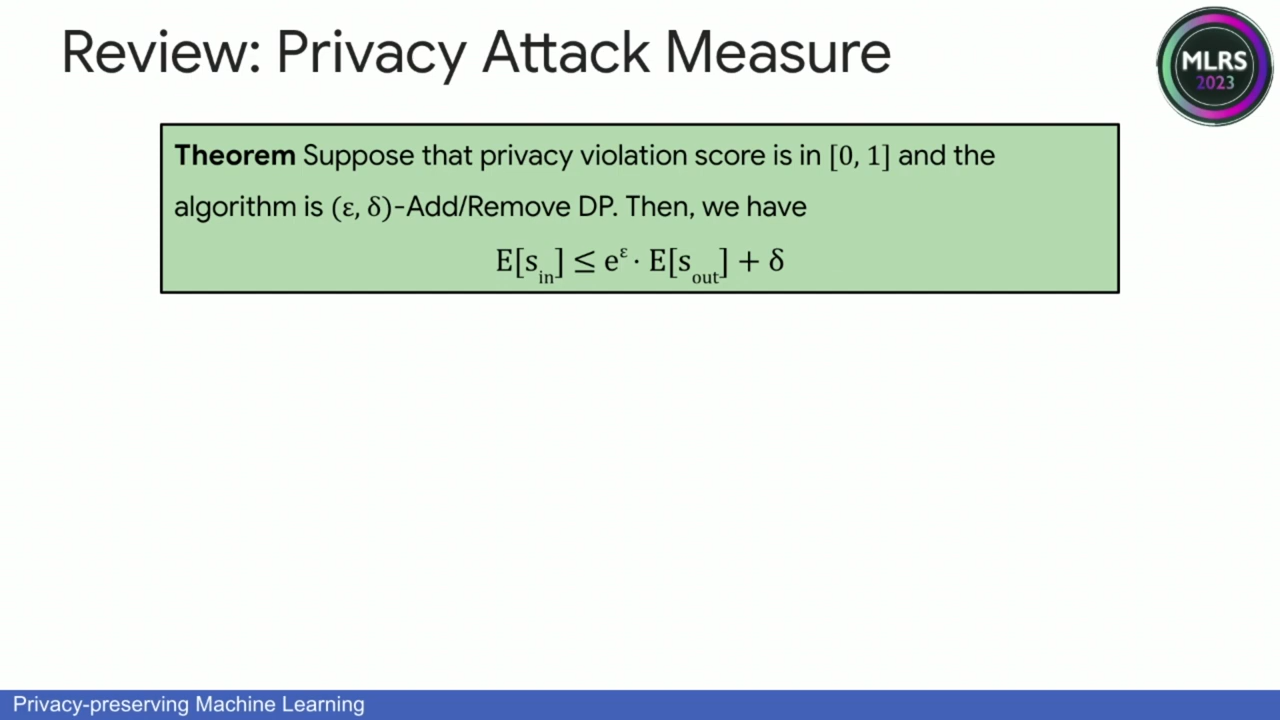 Review: Privacy Attack Measure
MLRS
2023
Theorem Suppose that privacy violation score is in [0, 1] and the
algorithm is (ε, δ)-Add/Remove DP. Then, we have
E[s_in] ≤ e^ε · E[s_out] + δ
Privacy-preserving Machine Learning